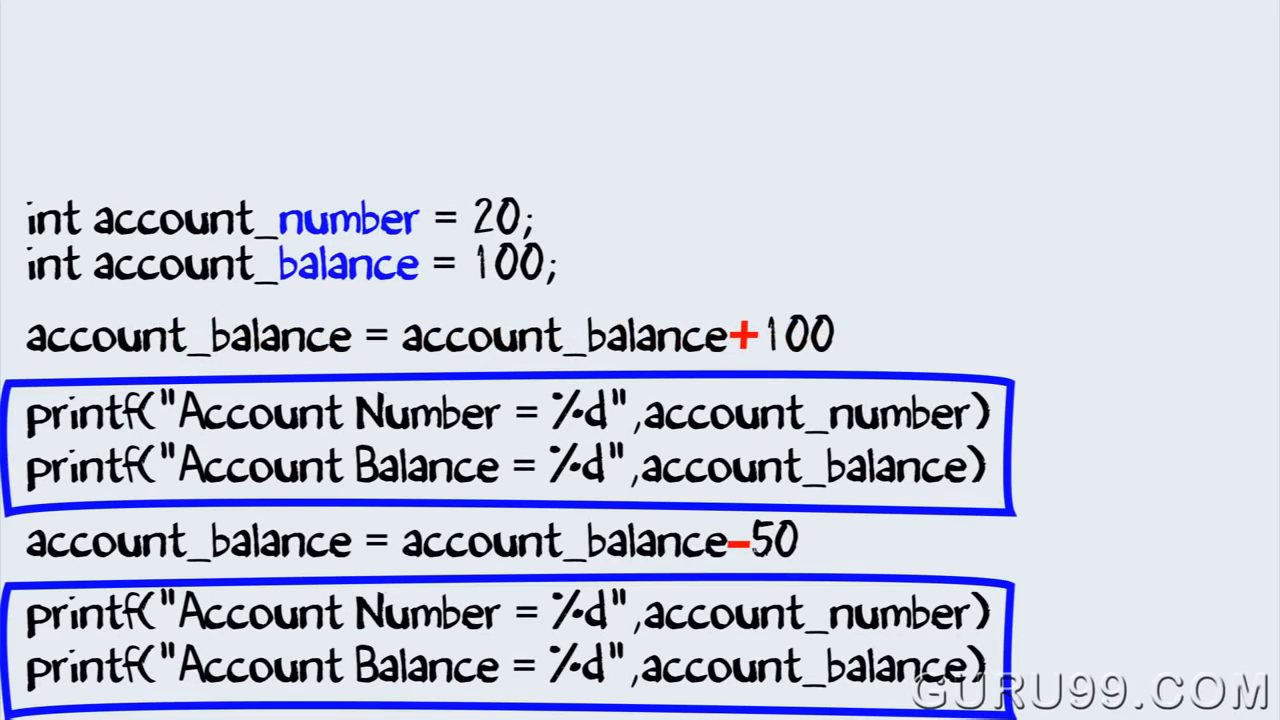 int account_number = 20;
int account_balance = 100;
account_balance = account_balance+100
printf("Account Number = %d",account_number)
printf("Account Balance = %d",account_balance)
account_balance = account_balance-50
printf("Account Number = %d",account_number)
printf("Account Balance = %d",account_balance)
GURU99.COM